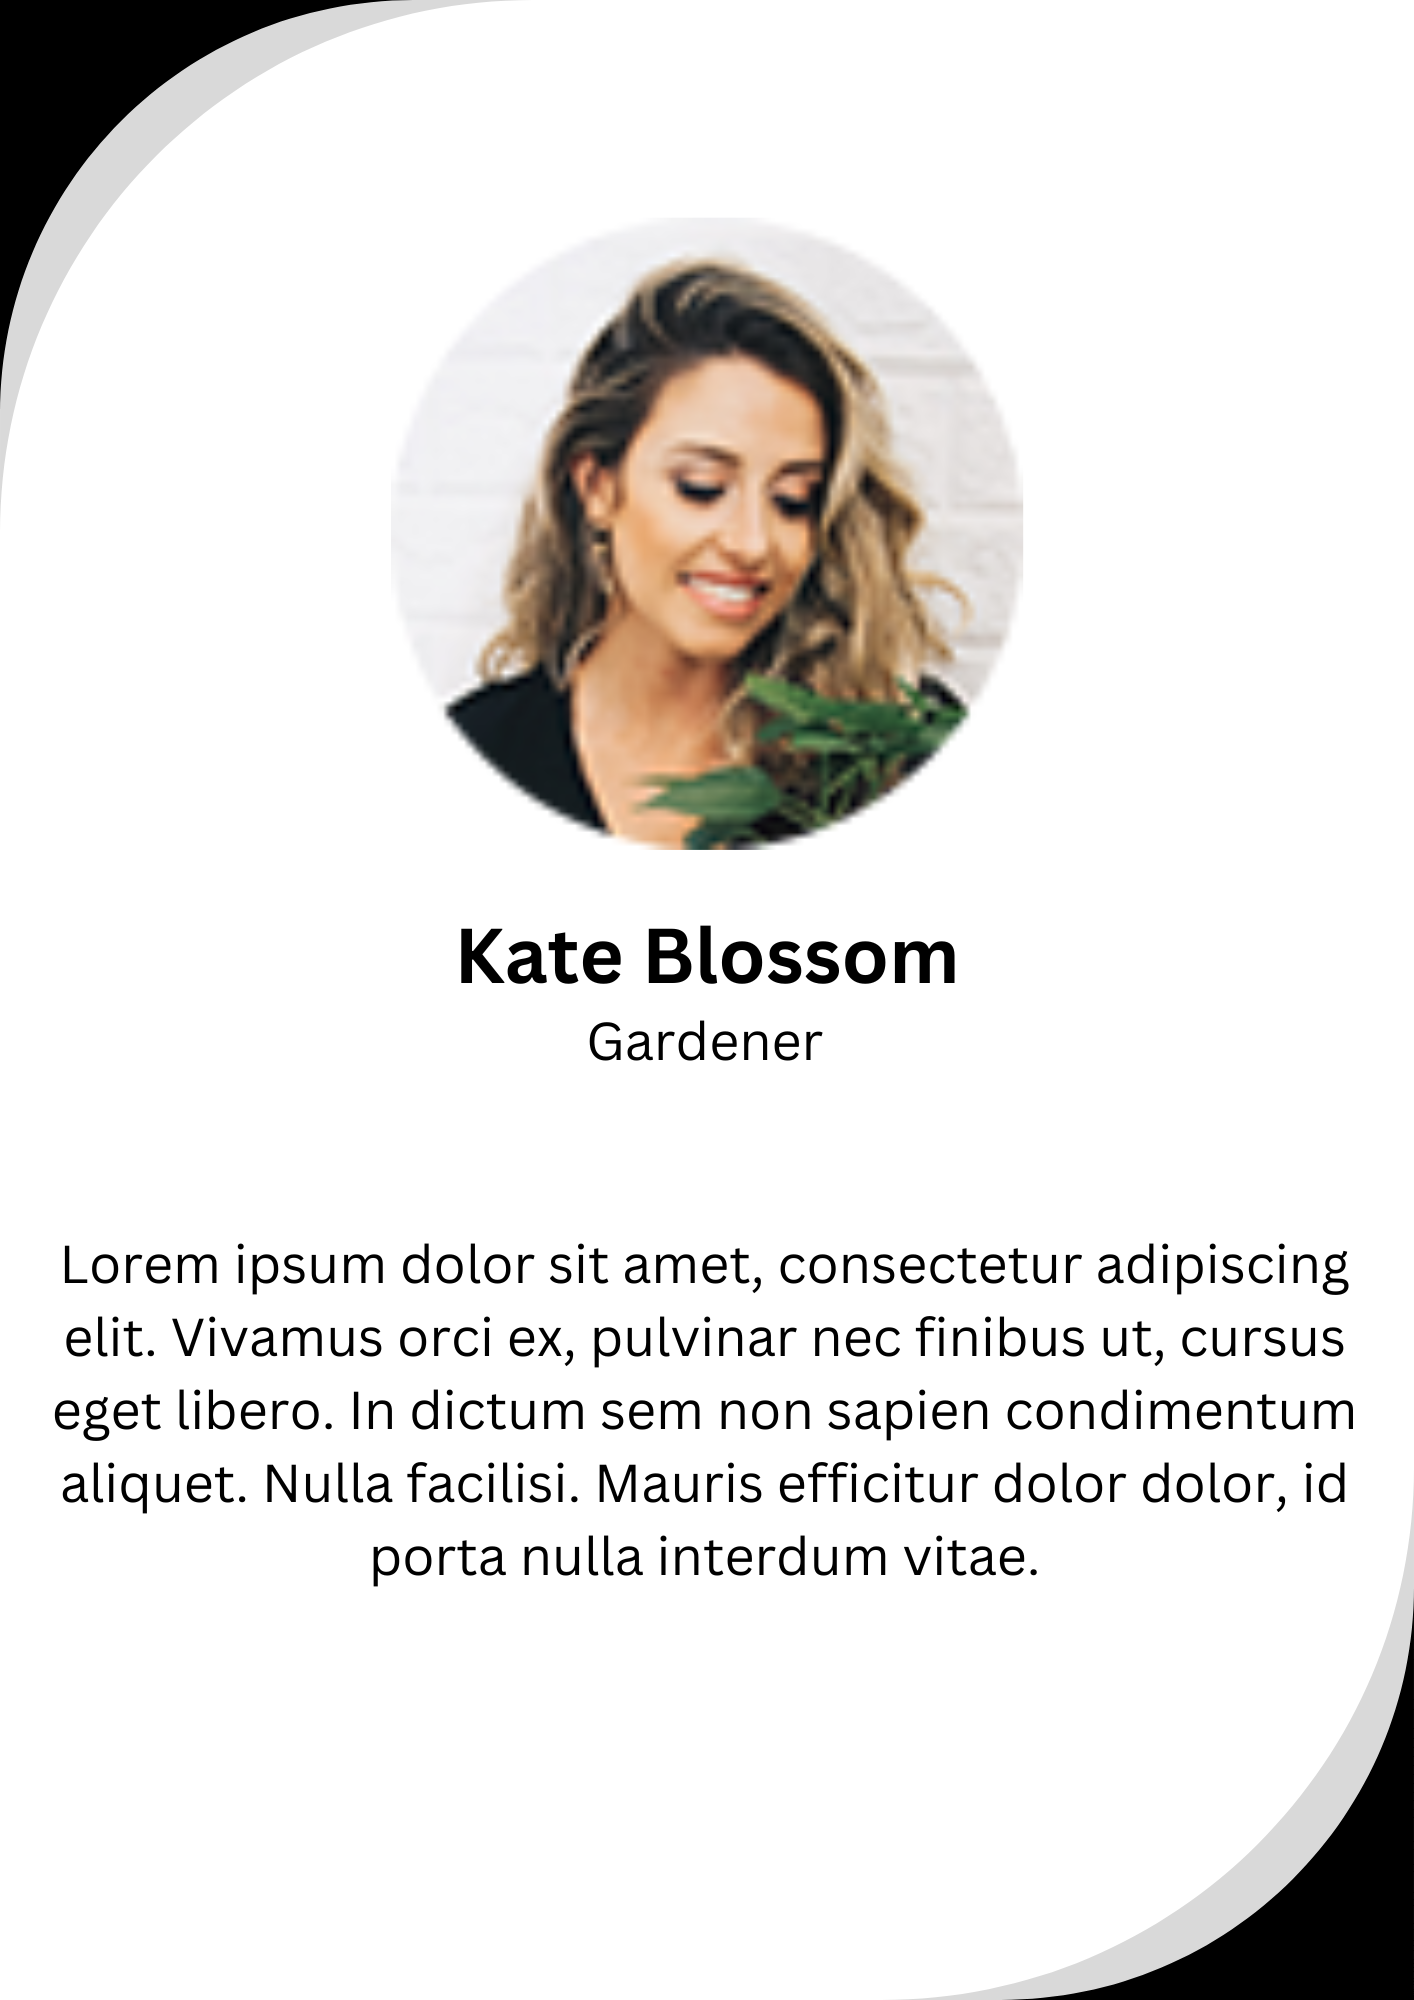 Kate Blossom
Gardener
Lorem ipsum dolor sit amet, consectetur adipiscing
elit. Vivamus orci ex, pulvinar nec finibus ut, cursus
eget libero. In dictum sem non sapien condimentum
aliquet. Nulla facilisi. Mauris efficitur dolor dolor, id
porta nulla interdum vitae.